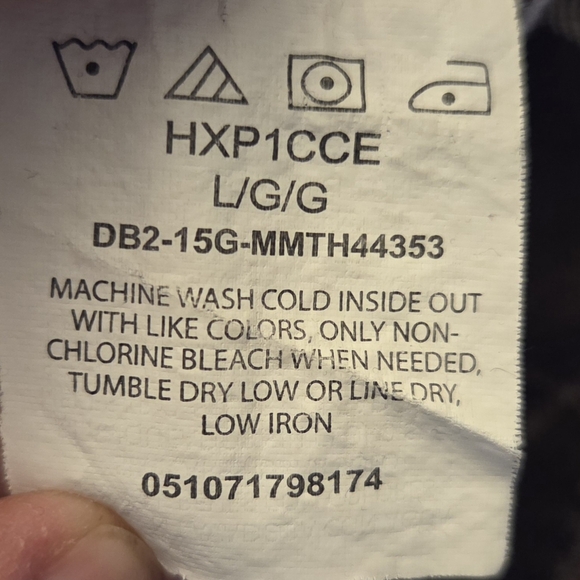 HXP1CCE
L/G/G
DB2-15G-MMTH44353
MACHINE WASH COLD INSIDE OUT
WITH LIKE COLORS, ONLY NON-
CHLORINE BLEACH WHEN NEEDED,
TUMBLE DRY LOW OR LINE DRY,
LOW IRON
051071798174